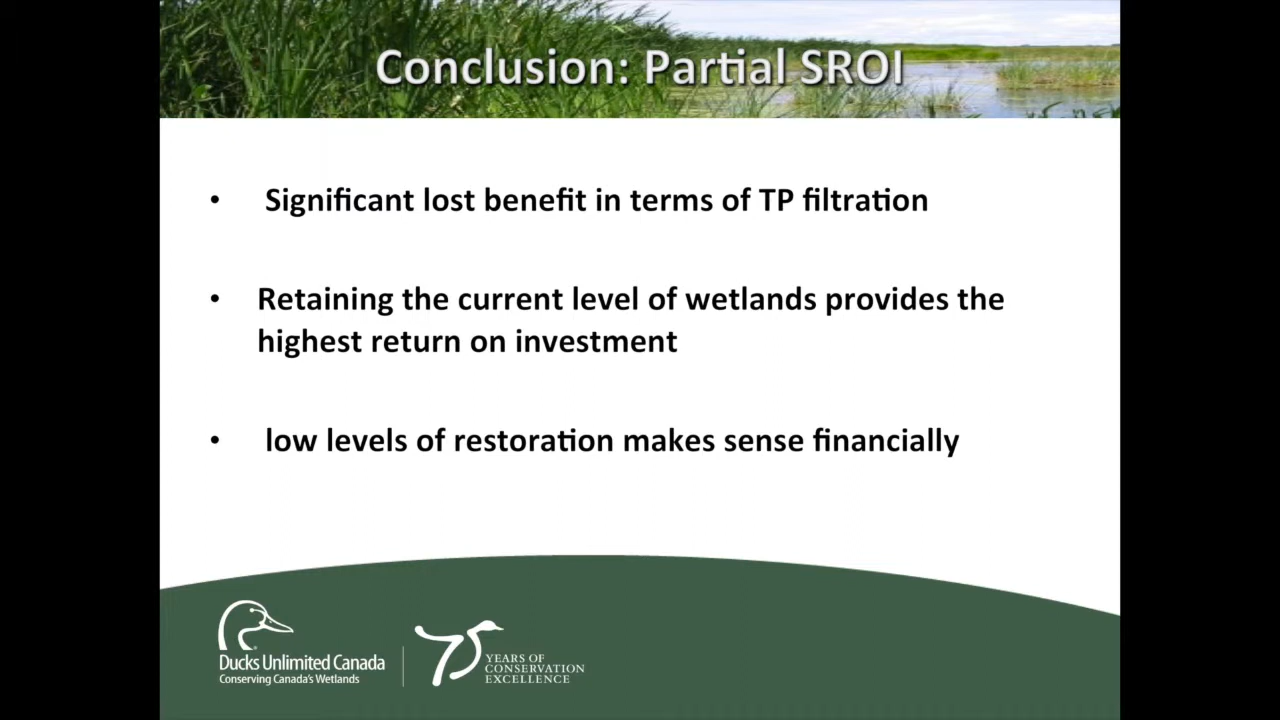 Conclusion: Partial SROI
• Significant lost benefit in terms of TP filtration
• Retaining the current level of wetlands provides the
highest return on investment
• low levels of restoration makes sense financially
Ducks Unlimited Canada
Conserving Canada's Wetlands
75 YEARS OF
CONSERVATION
EXCELLENCE